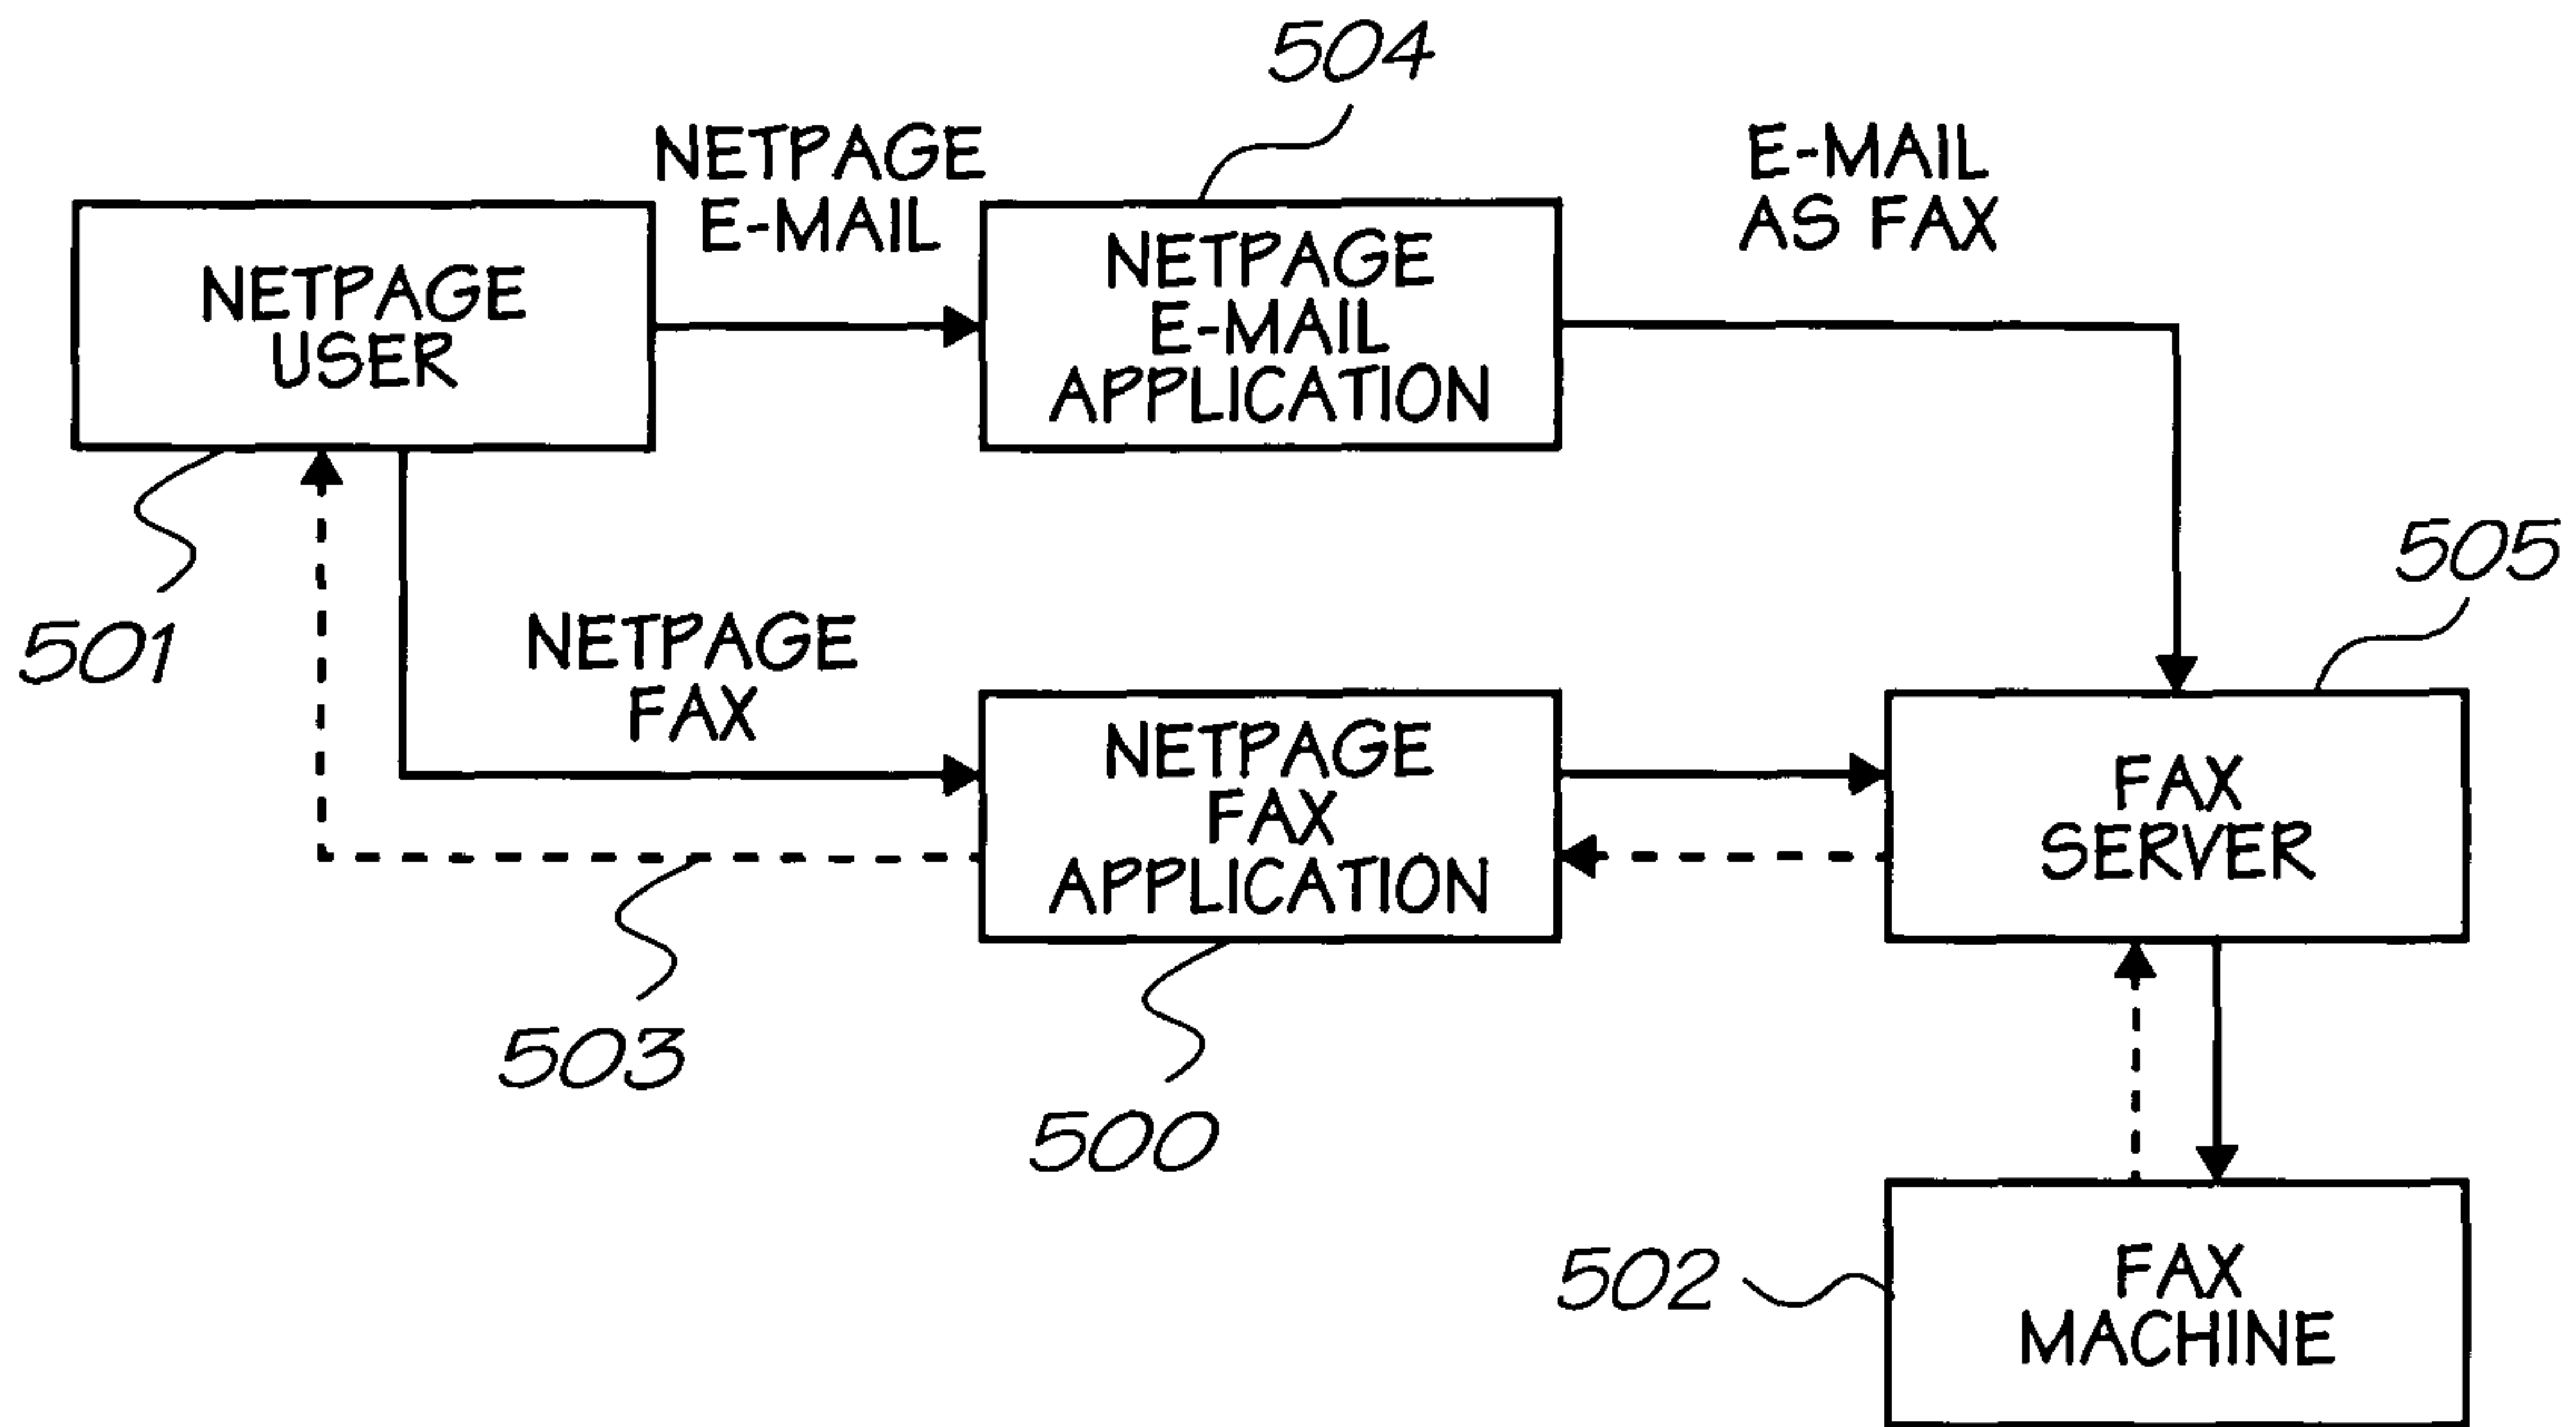 504
NETPAGE
E-MAIL
E-MAIL
AS FAX
NETPAGE
USER
NETPAGE
E-MAIL
APPLICATION
501
505
NETPAGE
FAX
NETPAGE
FAX
APPLICATION
FAX
SERVER
503
500
502
FAX
MACHINE